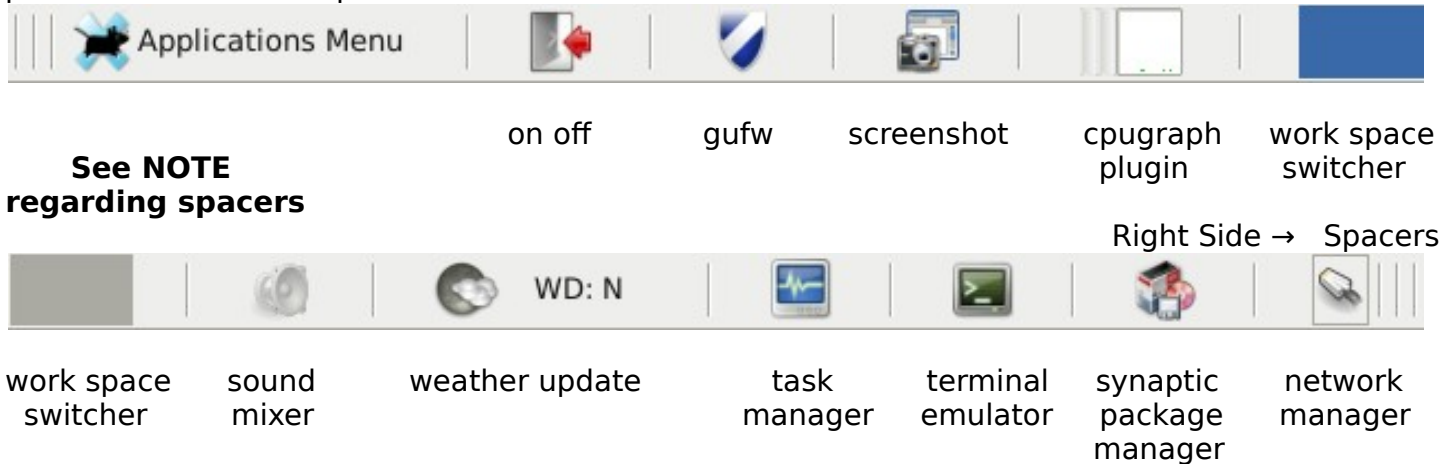 Applications Menu
on off gufw screenshot cpugraph work space
plugin switcher
See NOTE
regarding spacers
Right Side → Spacers
WD: N
work space sound weather update task terminal synaptic network
switcher mixer manager emulator package manager
manager